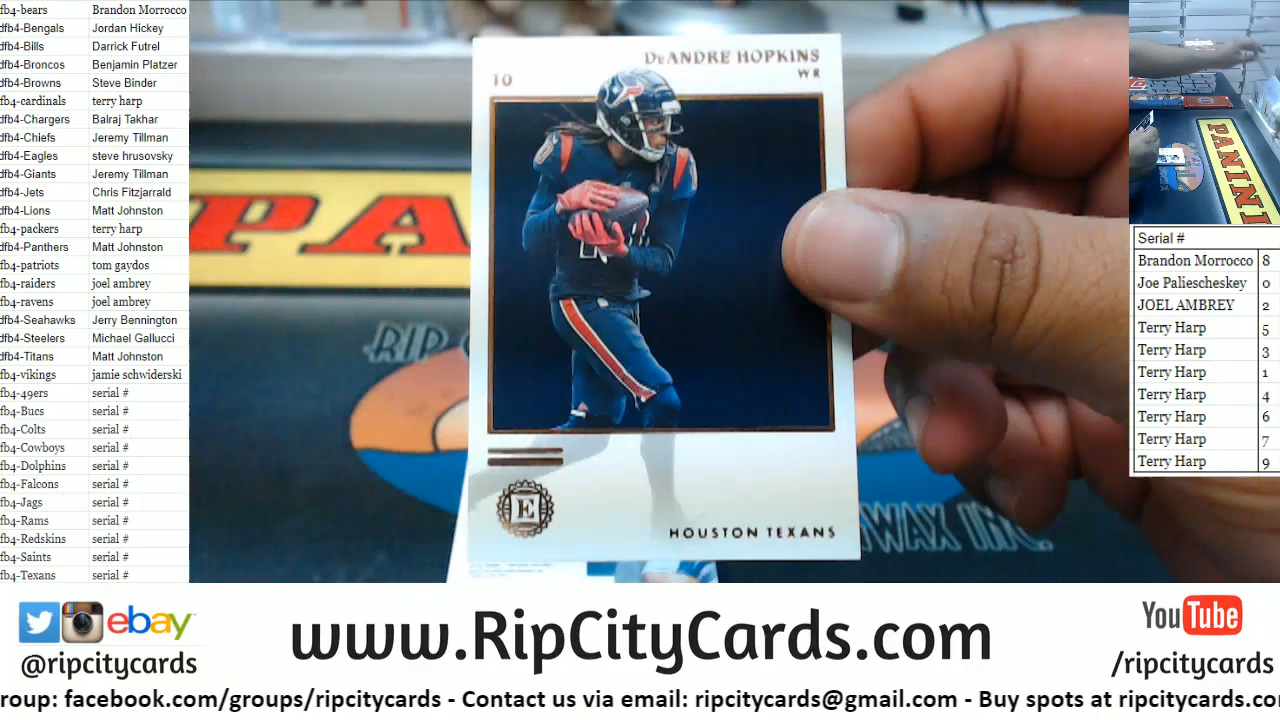 fb4-bears Brandon Morrocco
dfb4-Bengals Jordan Hickey
dfb4-Bills Darrick Futrel
dfb4-Broncos Benjamin Platzer
dfb4-Browns Steve Binder
fb4-cardinals terry harp
dfb4-Chargers Balraj Takhar
dfb4-Chiefs Jeremy Tillman
dfb4-Eagles steve hrusovsky
dfb4-Giants Jeremy Tillman
dfb4-Jets Chris Fitzjarrald
dfb4-Lions Matt Johnston
fb4-packers terry harp
dfb4-Panthers Matt Johnston
fb4-patriots tom gaydos
fb4-raiders joel ambrey
fb4-ravens joel ambrey
dfb4-Seahawks Jerry Bennington
dfb4-Steelers Michael Gallucci
dfb4-Titans Matt Johnston
fb4-vikings jamie schwiderski
fb4-49ers serial #
fb4-Bucs serial #
fb4-Colts serial #
fb4-Cowboys serial #
fb4-Dolphins serial #
fb4-Falcons serial #
fb4-Jags serial #
fb4-Rams serial #
fb4-Redskins serial #
fb4-Saints serial #
fb4-Texans serial #
DeANDRE HOPKINS
10 WR
PA
RIP
E
HOUSTON TEXANS
WAX INC.
PANINI
Serial #
Brandon Morrocco 8
Joe Paliescheskey 0
JOEL AMBREY 2
Terry Harp 5
Terry Harp 3
Terry Harp 1
Terry Harp 4
Terry Harp 6
Terry Harp 7
Terry Harp 9
ebay
@ripcitycards
www.RipCityCards.com
YouTube
/ripcitycards
roup: facebook.com/groups/ripcitycards - Contact us via email: ripcitycards@gmail.com - Buy spots at ripcitycards.co